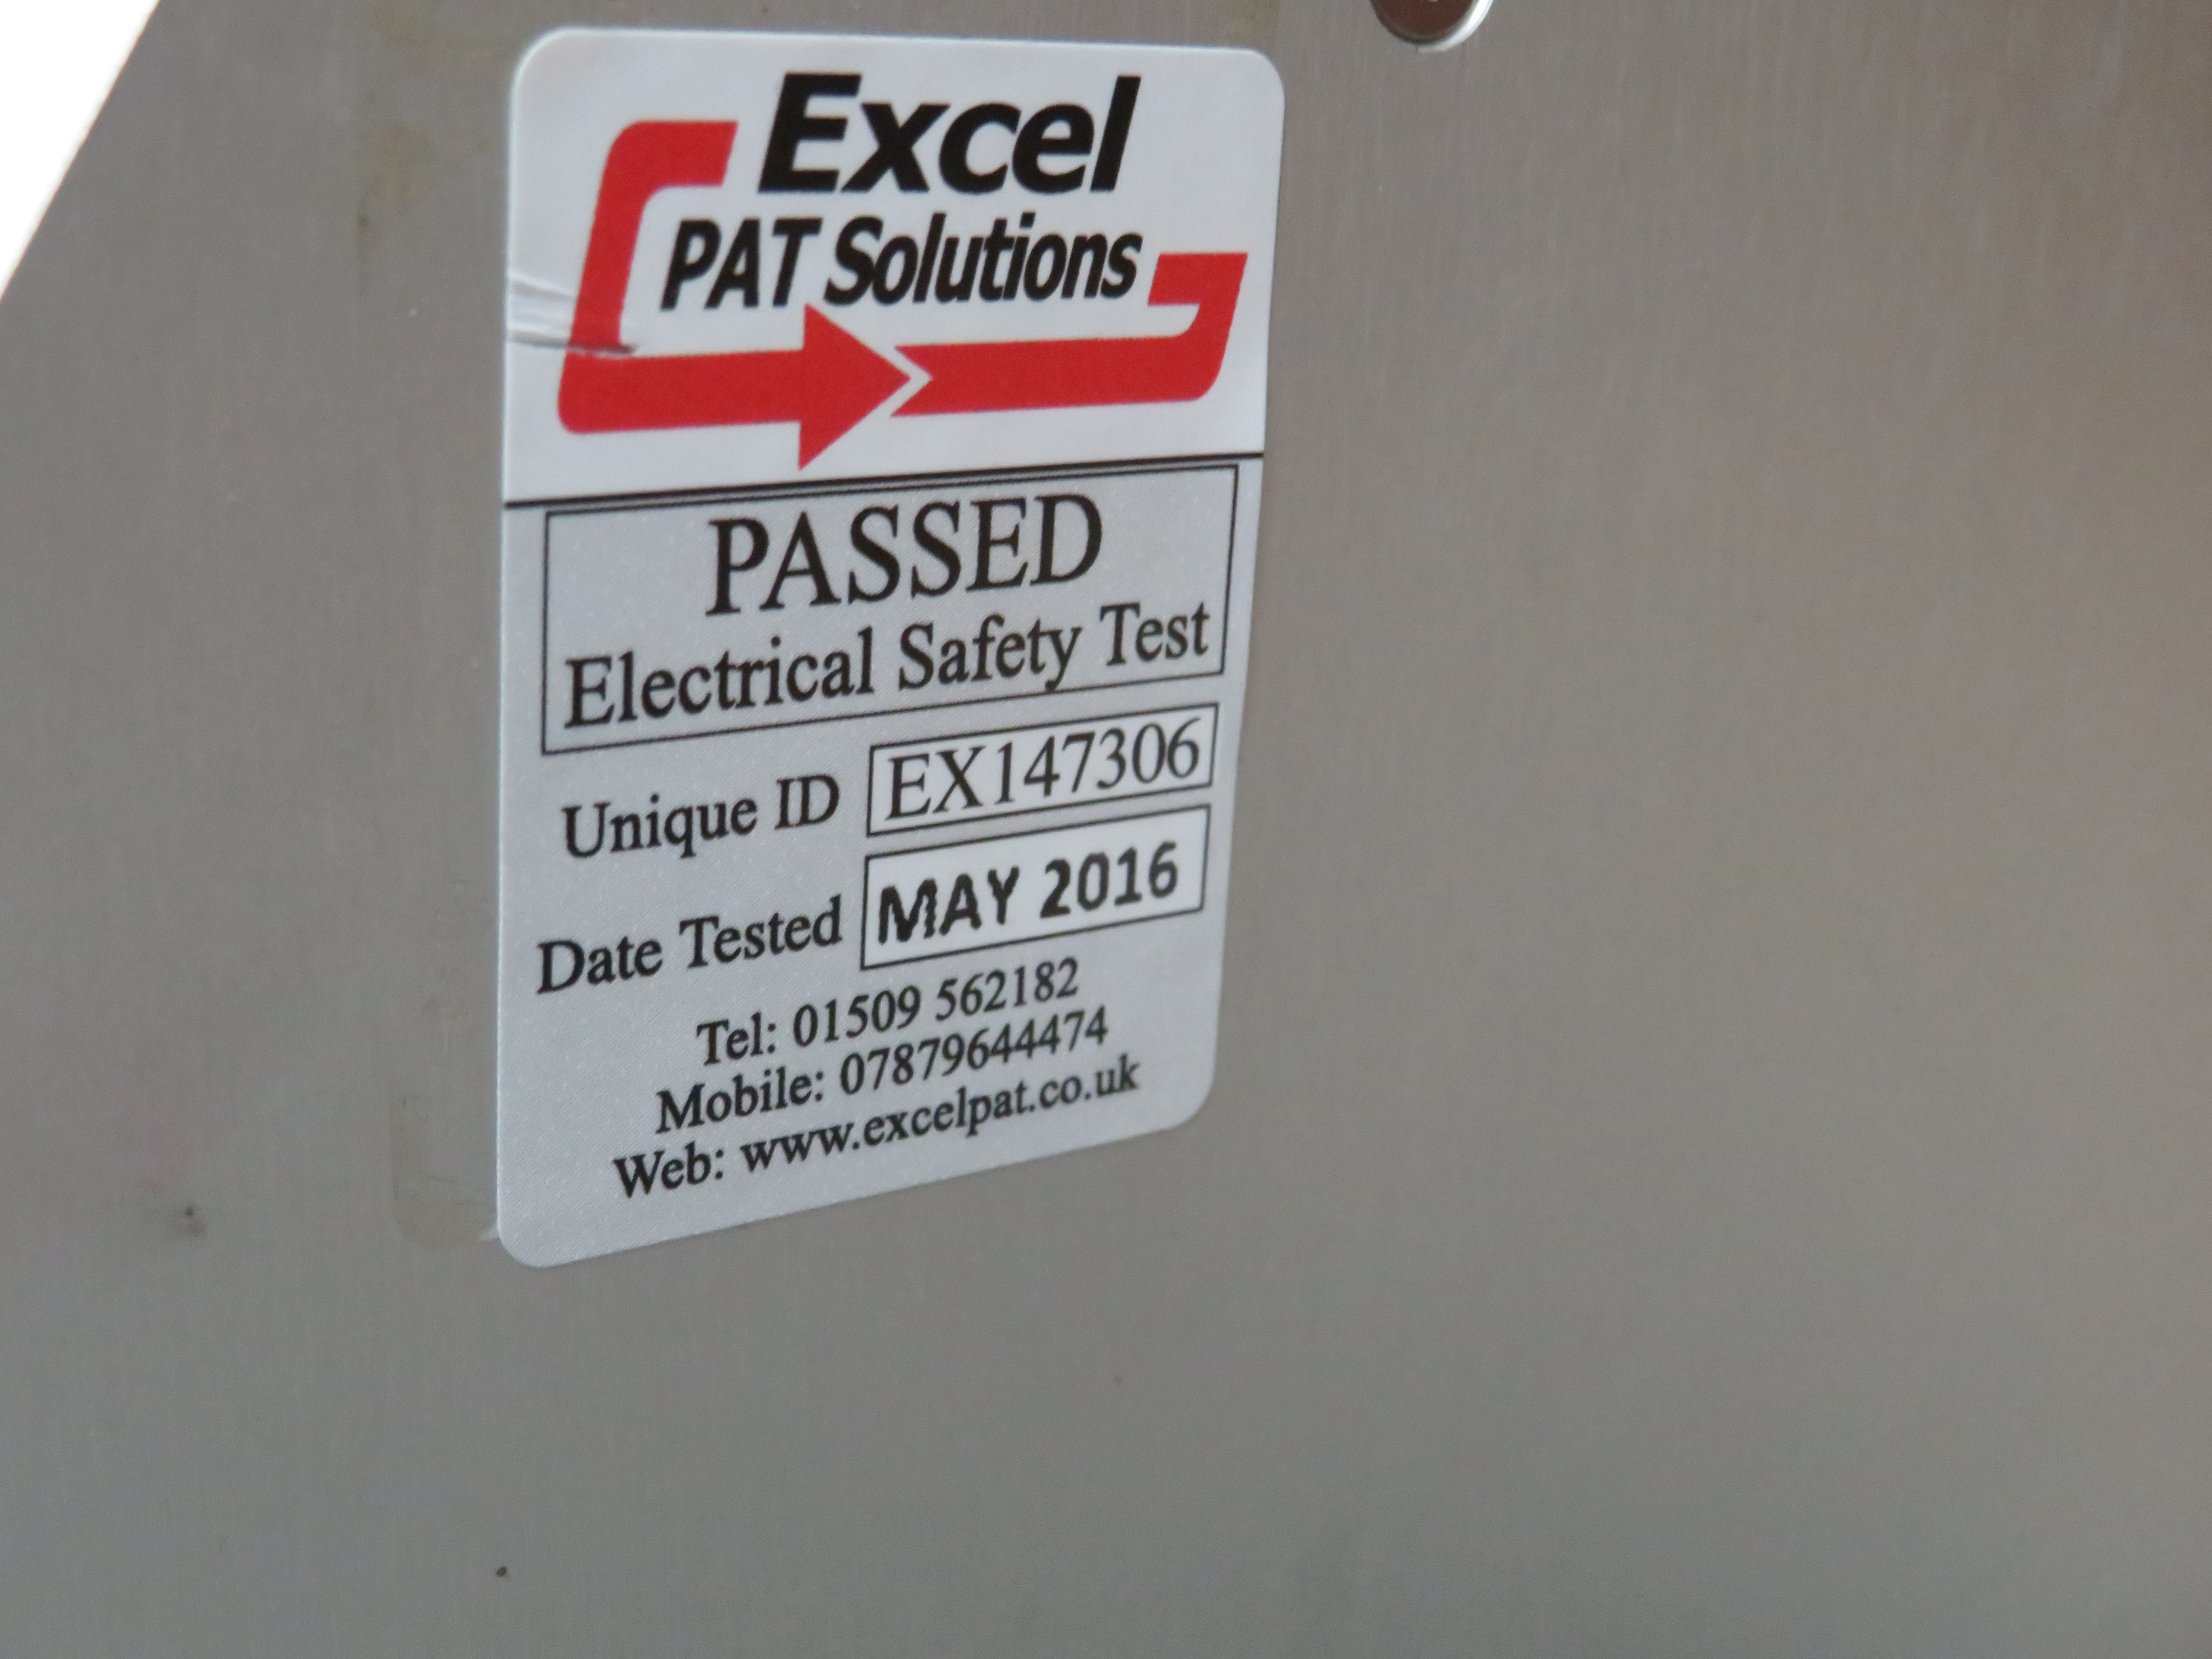 Excel
PAT Solutions
PASSED
Electrical Safety Test
Unique ID EX147306
Date Tested MAY 2016
Tel: 01509 562182
Mobile: 07879644474
Web: www.excelpat.co.uk